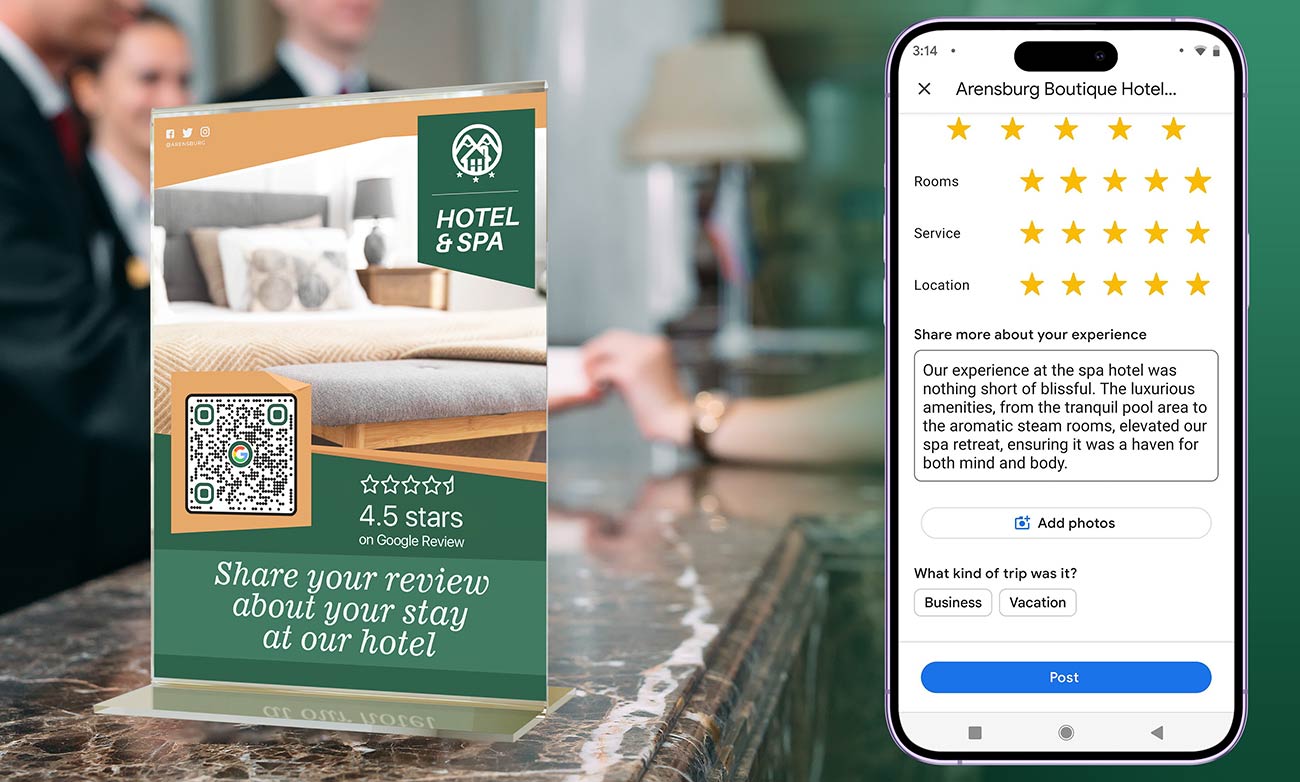 @ARENSBURG
HOTEL
& SPA
4.5 stars
on Google Review
Share your review
about your stay
at our hotel
at our hotel
3:14
Arensburg Boutique Hotel...
Rooms
Service
Location
Share more about your experience
Our experience at the spa hotel was
nothing short of blissful. The luxurious
amenities, from the tranquil pool area to
the aromatic steam rooms, elevated our
spa retreat, ensuring it was a haven for
both mind and body.
Add photos
What kind of trip was it?
Business
Vacation
Post